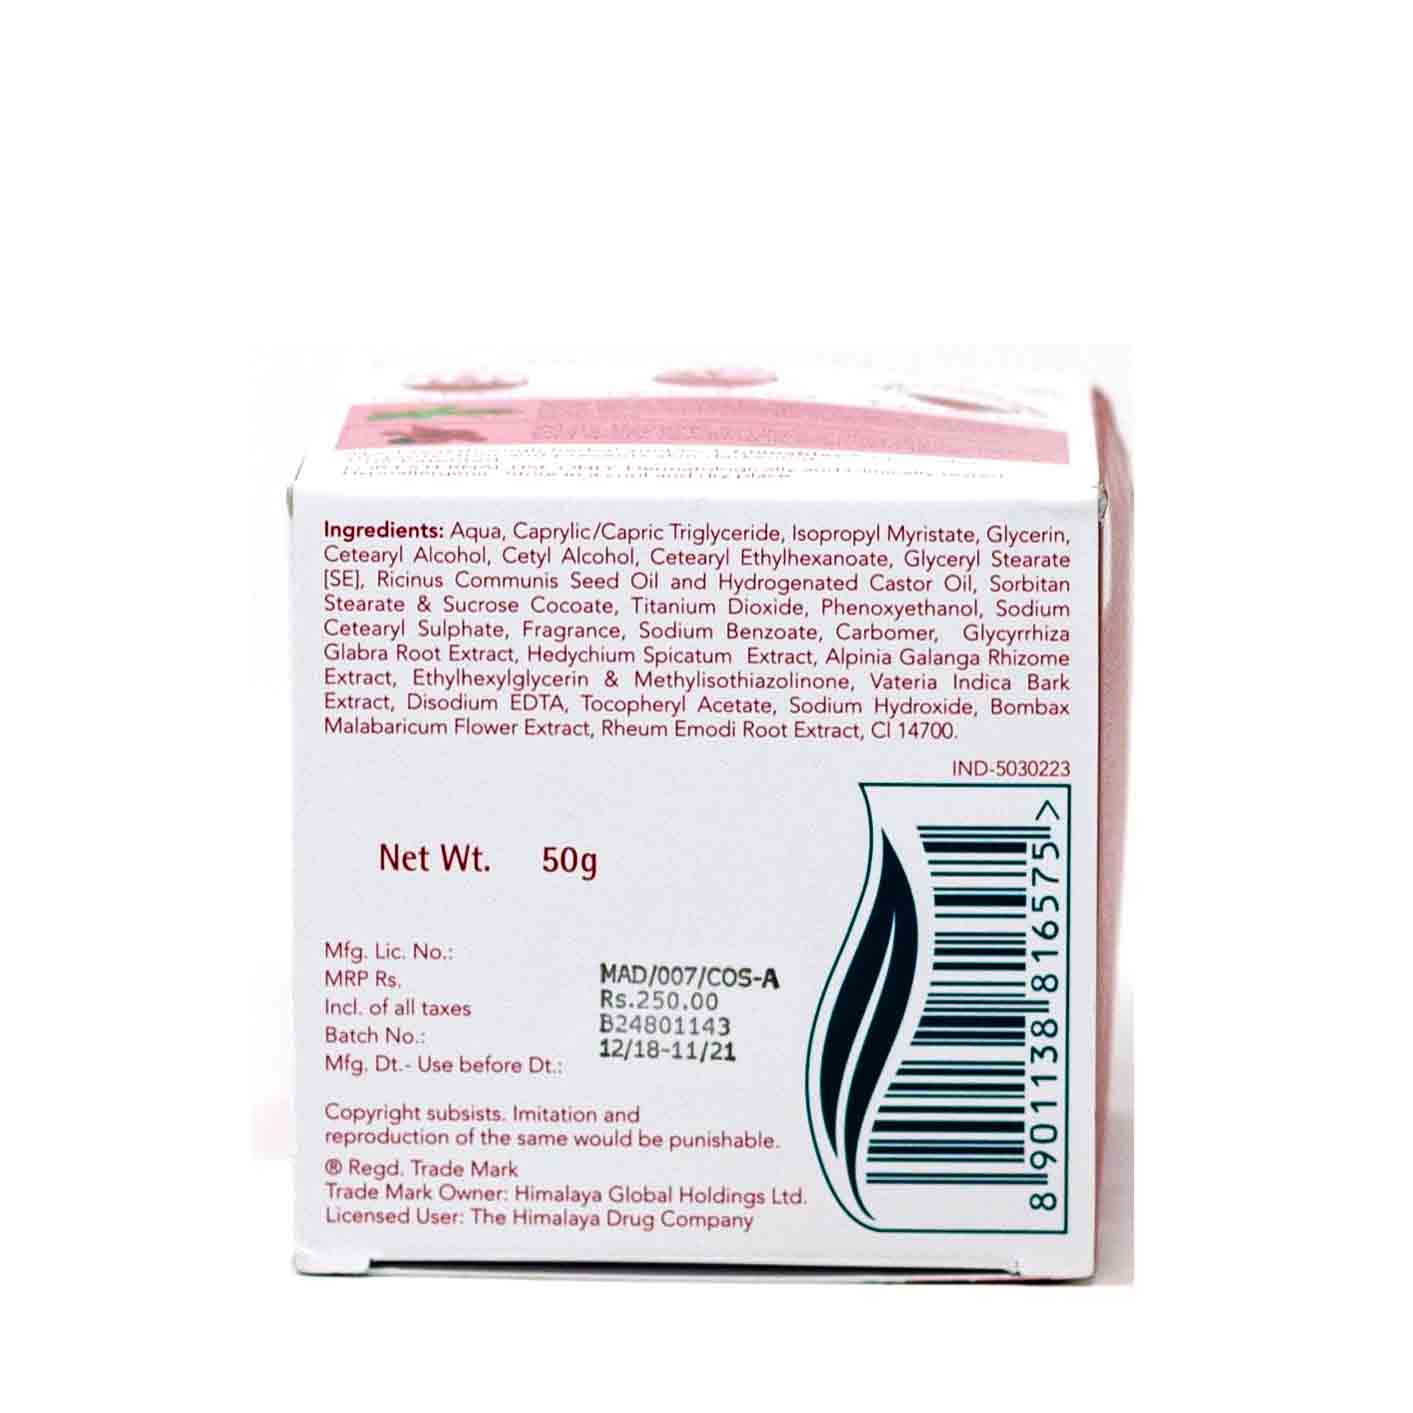 Ingredients: Aqua, Caprylic/Capric Triglyceride, Isopropyl Myristate, Glycerin,
Cetearyl Alcohol, Cetyl Alcohol, Cetearyl Ethylhexanoate, Glyceryl Stearate
[SE], Ricinus Communis Seed Oil and Hydrogenated Castor Oil, Sorbitan
Stearate & Sucrose Cocoate, Titanium Dioxide, Phenoxyethanol, Sodium
Cetearyl Sulphate, Fragrance, Sodium Benzoate, Carbomer, Glycyrrhiza
Glabra Root Extract, Hedychium Spicatum Extract, Alpinia Galanga Rhizome
Extract, Ethylhexylglycerin & Methylisothiazolinone, Vateria Indica Bark
Extract, Disodium EDTA, Tocopheryl Acetate, Sodium Hydroxide, Bombax
Malabaricum Flower Extract, Rheum Emodi Root Extract, CI 14700.
IND-5030223
Net Wt. 50g
Mfg. Lic. No.: MAD/007/COS-A
MRP Rs. Rs.250.00
Incl. of all taxes
Batch No.: B24801143
Mfg. Dt.- Use before Dt.: 12/18-11/21
Copyright subsists. Imitation and
reproduction of the same would be punishable.
® Regd. Trade Mark
Trade Mark Owner: Himalaya Global Holdings Ltd.
Licensed User: The Himalaya Drug Company
8 901138 816575 >